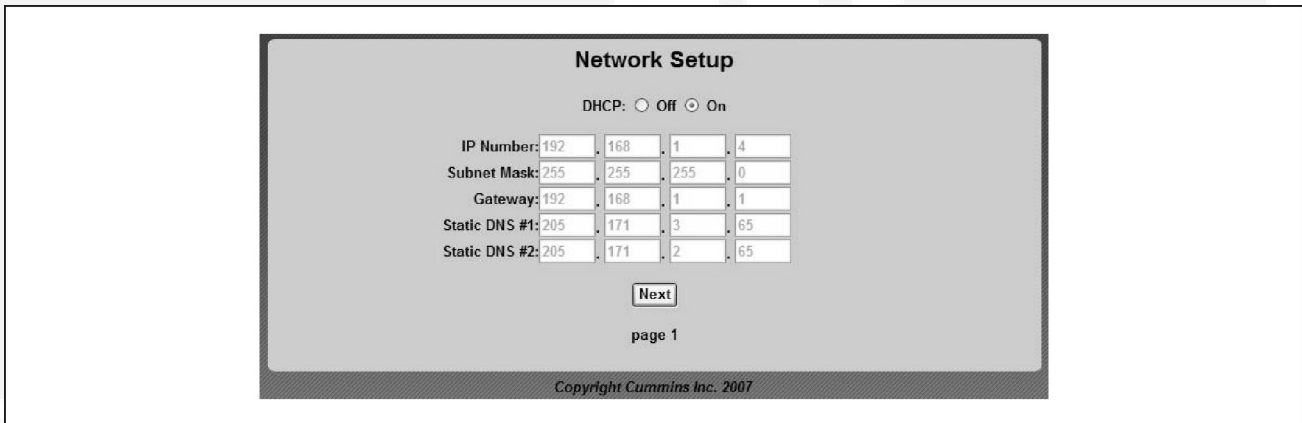 Network Setup
DHCP: Off On
IP Number: 192 . 168 . 1 . 4
Subnet Mask: 255 . 255 . 255 . 0
Gateway: 192 . 168 . 1 . 1
Static DNS #1: 205 . 171 . 3 . 65
Static DNS #2: 205 . 171 . 2 . 65
Next
page 1
Copyright Cummins Inc. 2007